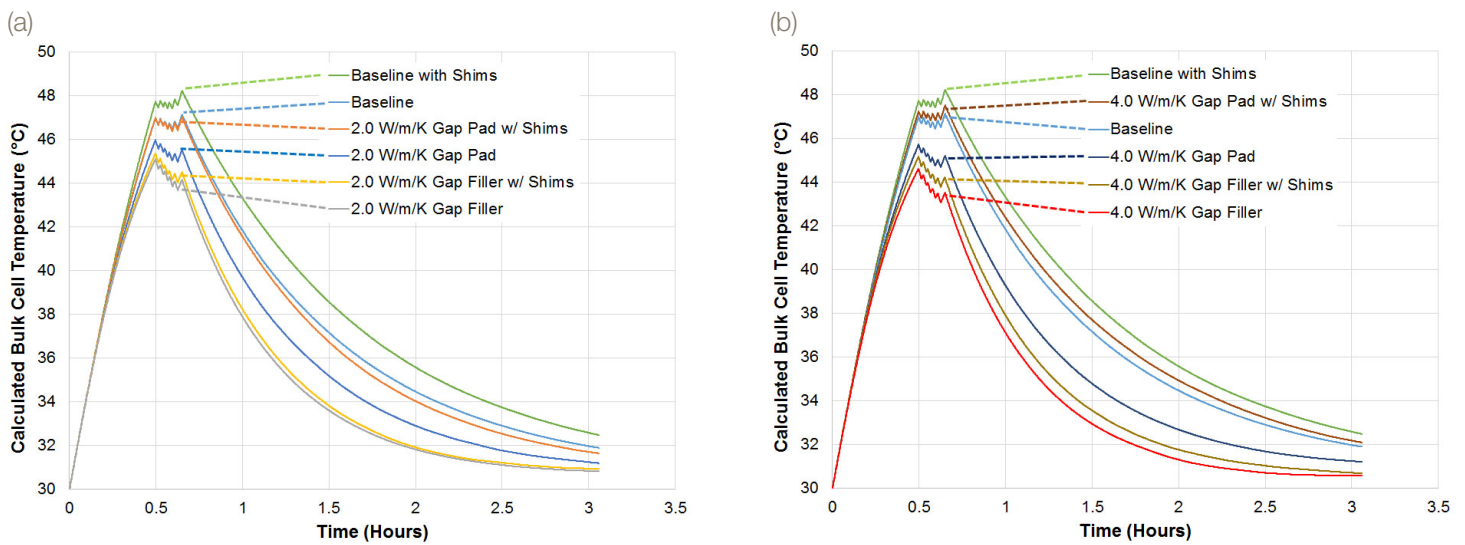 (a)
Calculated Bulk Cell Temperature (°C)
50
48
46
44
42
40
38
36
34
32
30
Baseline with Shims
Baseline
2.0 W/m/K Gap Pad w/ Shims
2.0 W/m/K Gap Pad
2.0 W/m/K Gap Filler w/ Shims
2.0 W/m/K Gap Filler
0 0.5 1 1.5 2 2.5 3 3.5
Time (Hours)
(b)
Calculated Bulk Cell Temperature (°C)
50
48
46
44
42
40
38
36
34
32
30
Baseline with Shims
4.0 W/m/K Gap Pad w/ Shims
Baseline
4.0 W/m/K Gap Pad
4.0 W/m/K Gap Filler w/ Shims
4.0 W/m/K Gap Filler
0 0.5 1 1.5 2 2.5 3 3.5
Time (Hours)